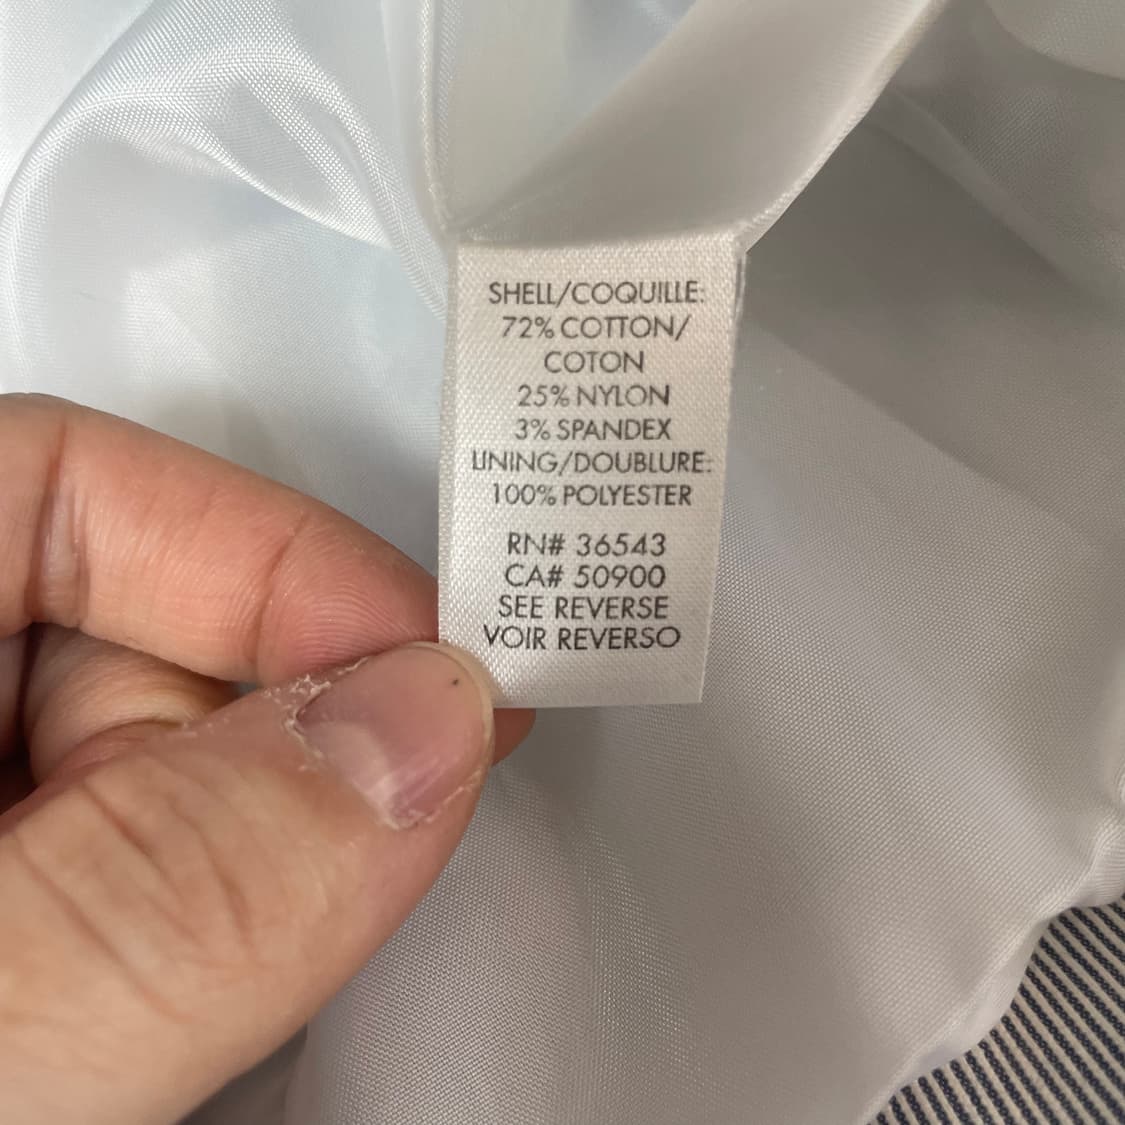 SHELL/COQUILLE:
72% COTTON/
COTON
25% NYLON
3% SPANDEX
LINING/DOUBLURE:
100% POLYESTER
RN# 36543
CA# 50900
SEE REVERSE
VOIR REVERSO